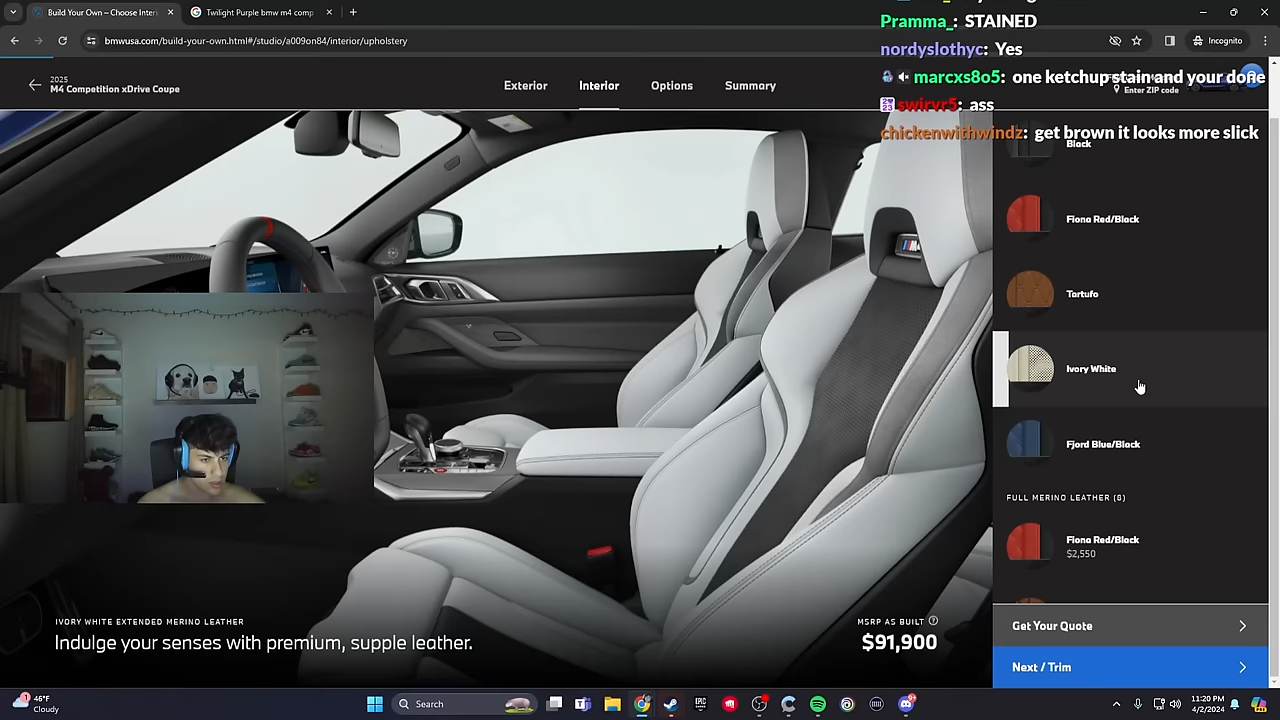 Build Your Own – Choose Inter
Twilight Purple bmw m4 comp
bmwusa.com/build-your-own.html#/studio/a009on84/interior/upholstery
Incognito
Pramma_: STAINED
nordyslothyc: Yes
marcxs8o5: one ketchup stain and your done
swirvr5: ass
chickenwithwindz: get brown it looks more slick
2025
M4 Competition xDrive Coupe
Exterior
Interior
Options
Summary
Enter ZIP code
Black
Fiona Red/Black
Tartufo
Ivory White
Fjord Blue/Black
FULL MERINO LEATHER (8)
Fiona Red/Black
$2,550
IVORY WHITE EXTENDED MERINO LEATHER
Indulge your senses with premium, supple leather.
MSRP AS BUILT
$91,900
Get Your Quote
Next / Trim
46°F
Cloudy
Search
11:20 PM
4/2/2024